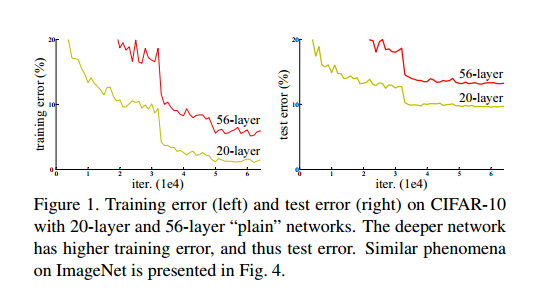 20
10
0
training error (%)
56-layer
20-layer
0 1 2 3 4 5 6
iter. (1e4)
20
10
0
test error (%)
56-layer
20-layer
0 1 2 3 4 5 6
iter. (1e4)
Figure 1. Training error (left) and test error (right) on CIFAR-10
with 20-layer and 56-layer “plain” networks. The deeper network
has higher training error, and thus test error. Similar phenomena
on ImageNet is presented in Fig. 4.